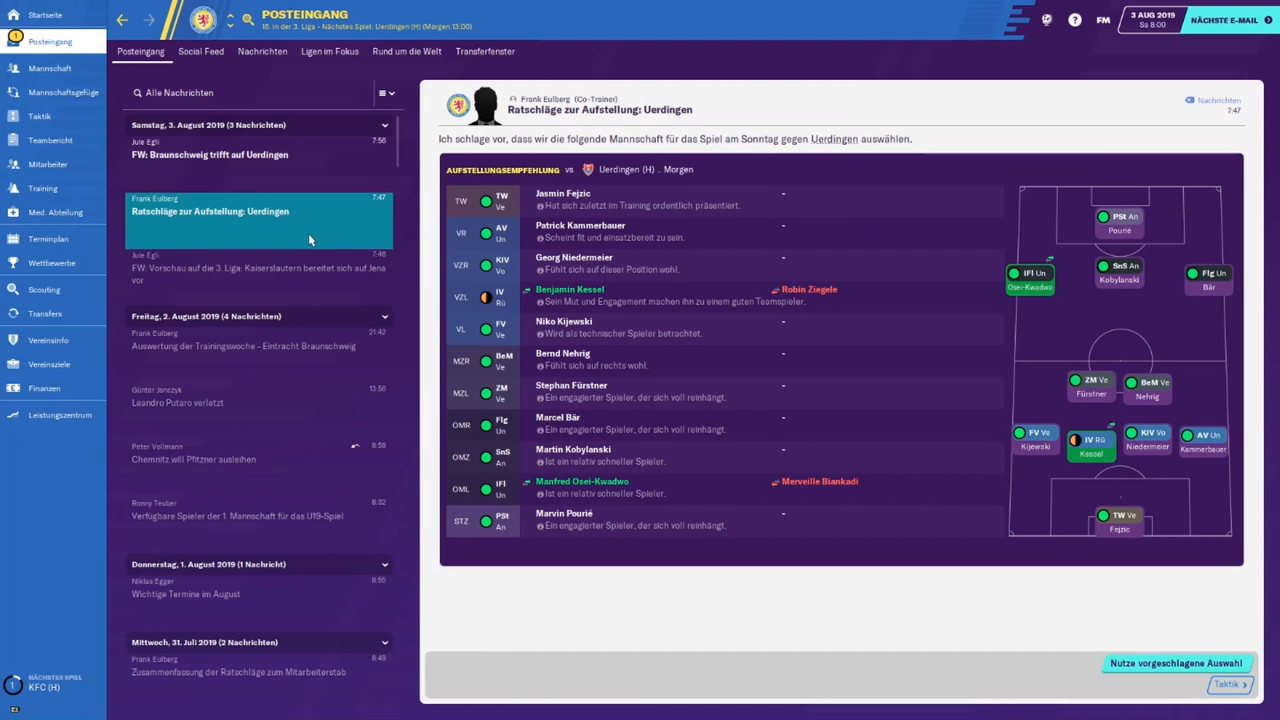 Startseite
1
Posteingang
Mannschaft
Mannschaftsgefüge
Taktik
Teambericht
Mitarbeiter
Training
Med. Abteilung
Terminplan
Wettbewerbe
Scouting
Transfers
Vereinsinfo
Vereinsziele
Finanzen
Leistungszentrum
1
NÄCHSTES SPIEL
KFC (H)
POSTEINGANG
16. in der 3. Liga - Nächstes Spiel: Uerdingen (H) (Morgen 13:00)
?
FM
3 AUG 2019
Sa 8:00
NÄCHSTE E-MAIL
Posteingang
Social Feed
Nachrichten
Ligen im Fokus
Rund um die Welt
Transferfenster
Alle Nachrichten
Samstag, 3. August 2019 (3 Nachrichten)
Jule Egli 7:56
FW: Braunschweig trifft auf Uerdingen
Frank Eulberg 7:47
Ratschläge zur Aufstellung: Uerdingen
Jule Egli 7:46
FW: Vorschau auf die 3. Liga: Kaiserslautern bereitet sich auf Jena
vor
Freitag, 2. August 2019 (4 Nachrichten)
Frank Eulberg 21:42
Auswertung der Trainingswoche - Eintracht Braunschweig
Günter Jonczyk 13:56
Leandro Putaro verletzt
Peter Vollmann 8:58
Chemnitz will Pfitzner ausleihen
Ronny Teuber 8:32
Verfügbare Spieler der 1. Mannschaft für das U19-Spiel
Donnerstag, 1. August 2019 (1 Nachricht)
Niklas Egger 8:55
Wichtige Termine im August
Mittwoch, 31. Juli 2019 (2 Nachrichten)
Frank Eulberg 8:49
Zusammenfassung der Ratschläge zum Mitarbeiterstab
Frank Eulberg (Co-Trainer)
Ratschläge zur Aufstellung: Uerdingen
Nachrichten
7:47
Ich schlage vor, dass wir die folgende Mannschaft für das Spiel am Sonntag gegen Uerdingen auswählen.
AUFSTELLUNGSEMPFEHLUNG vs Uerdingen (H) . Morgen
TW TW Ve Jasmin Fejzic -
Hat sich zuletzt im Training ordentlich präsentiert.
VR AV Un Patrick Kammerbauer -
Scheint fit und einsatzbereit zu sein.
VZR KIV Vo Georg Niedermeier -
Fühlt sich auf dieser Position wohl.
VZL IV Rü Benjamin Kessel Robin Ziegele
Sein Mut und Engagement machen ihn zu einem guten Teamspieler.
VL FV Ve Niko Kijewski -
Wird als technischer Spieler betrachtet.
MZR BeM Ve Bernd Nehrig -
Fühlt sich auf rechts wohl.
MZL ZM Ve Stephan Fürstner -
Ein engagierter Spieler, der sich voll reinhängt.
OMR Flg Un Marcel Bär -
Ein engagierter Spieler, der sich voll reinhängt.
OMZ SnS An Martin Kobylanski -
Ist ein relativ schneller Spieler.
OML IFl Un Manfred Osei-Kwadwo Merveille Biankadi
Ist ein relativ schneller Spieler.
STZ PSt An Marvin Pourié -
Ein engagierter Spieler, der sich voll reinhängt.
PSt An
Pourié
IFl Un
Osei-Kwadwo
SnS An
Kobylanski
Flg Un
Bär
ZM Ve
Fürstner
BeM Ve
Nehrig
FV Ve
Kijewski
IV Rü
Kessel
KIV Vo
Niedermeier
AV Un
Kammerbauer
TW Ve
Fejzic
Nutze vorgeschlagene Auswahl
Taktik